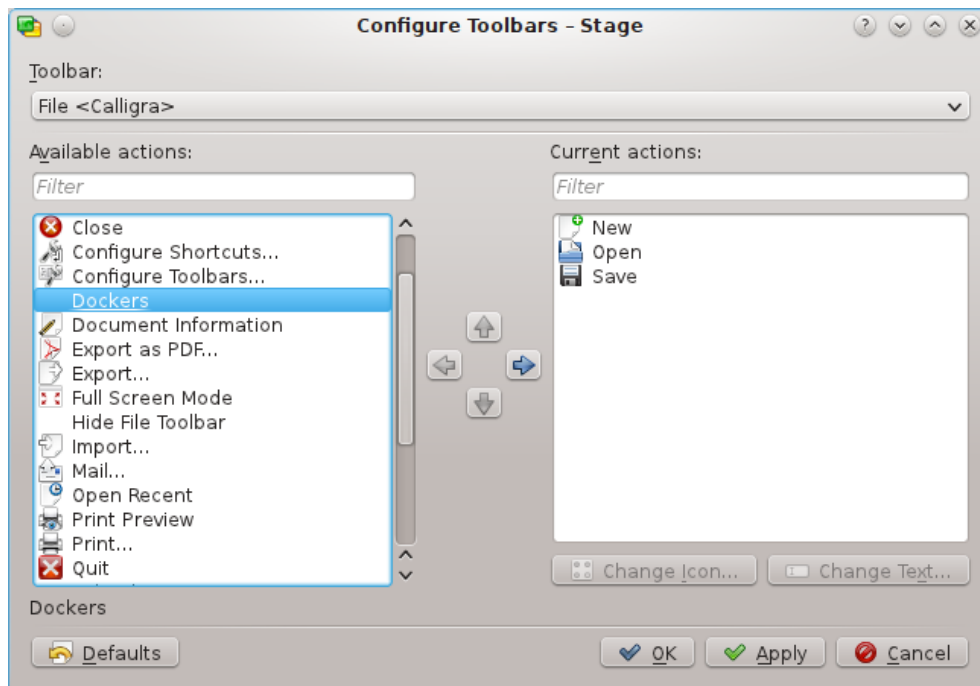 Configure Toolbars – Stage
Toolbar:
File <Calligra>
Available actions:
Current actions:
Filter
Filter
Close
Configure Shortcuts...
Configure Toolbars...
Dockers
Document Information
Export as PDF...
Export...
Full Screen Mode
Hide File Toolbar
Import...
Mail...
Open Recent
Print Preview
Print...
Quit
New
Open
Save
Change Icon...
Change Text...
Dockers
Defaults
OK
Apply
Cancel